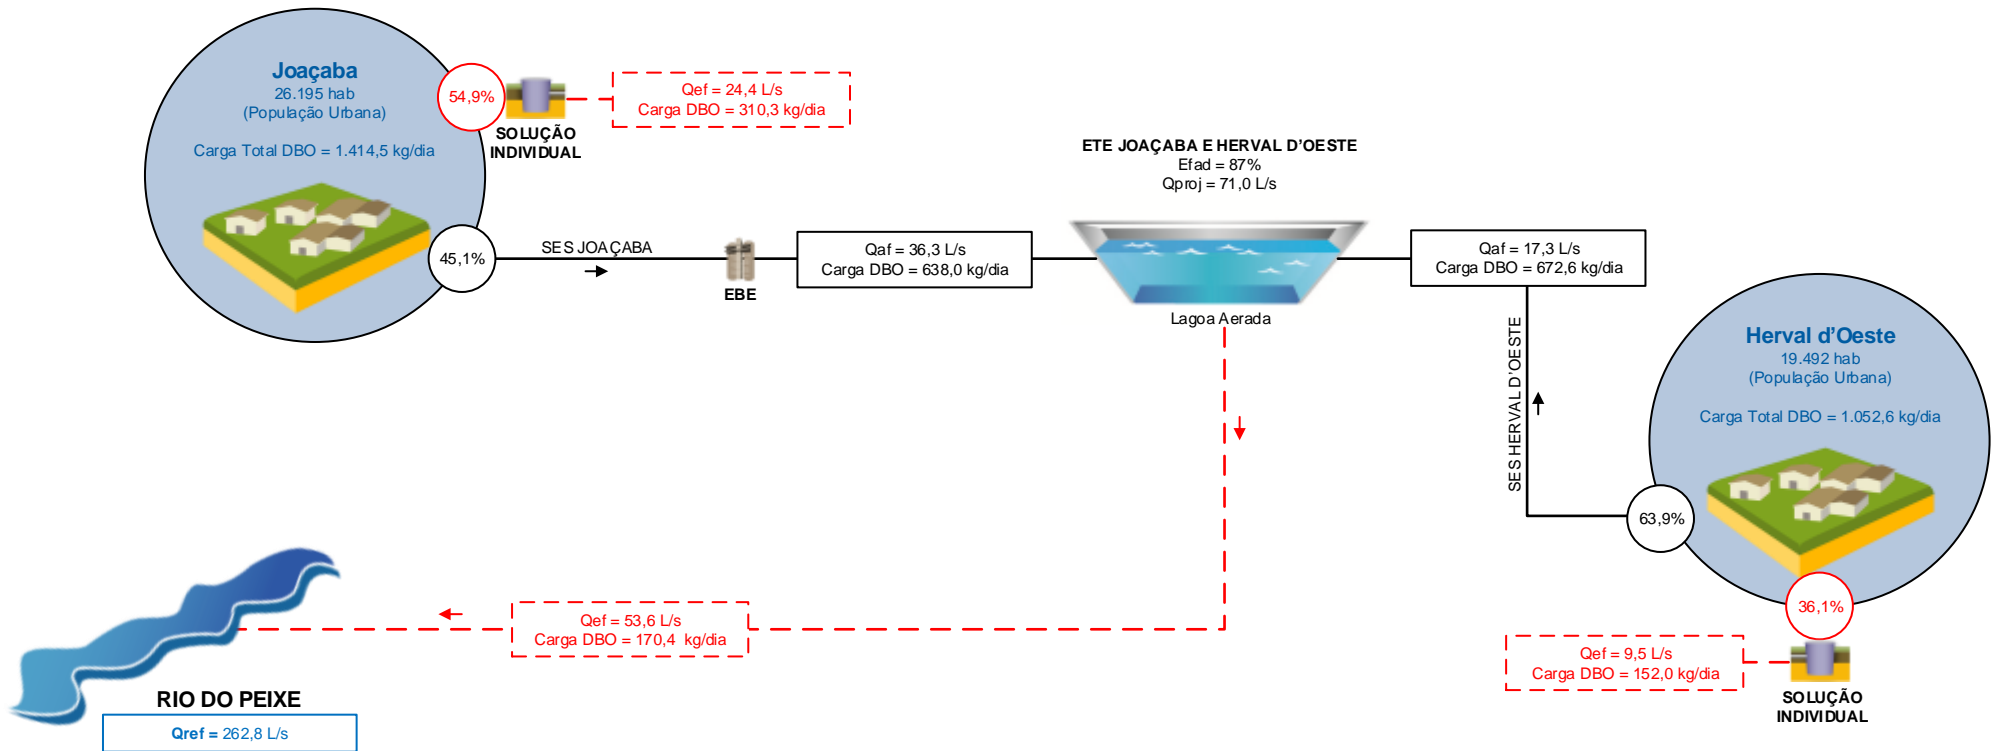 Joaçaba
26.195 hab
(População Urbana)
Carga Total DBO = 1.414,5 kg/dia
54,9%
SOLUÇÃO
INDIVIDUAL
Qef = 24,4 L/s
Carga DBO = 310,3 kg/dia
45,1%
SES JOAÇABA
EBE
Qaf = 36,3 L/s
Carga DBO = 638,0 kg/dia
ETE JOAÇABA E HERVAL D'OESTE
Efad = 87%
Qproj = 71,0 L/s
Lagoa Aerada
Qaf = 17,3 L/s
Carga DBO = 672,6 kg/dia
SES HERVAL D'OESTE
Herval d'Oeste
19.492 hab
(População Urbana)
Carga Total DBO = 1.052,6 kg/dia
63,9%
36,1%
SOLUÇÃO
INDIVIDUAL
Qef = 9,5 L/s
Carga DBO = 152,0 kg/dia
Qef = 53,6 L/s
Carga DBO = 170,4 kg/dia
RIO DO PEIXE
Qref = 262,8 L/s